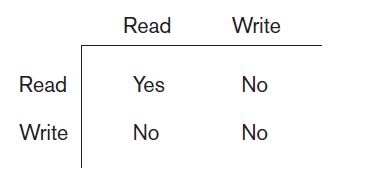 Read Write
Read Yes No
Write No No